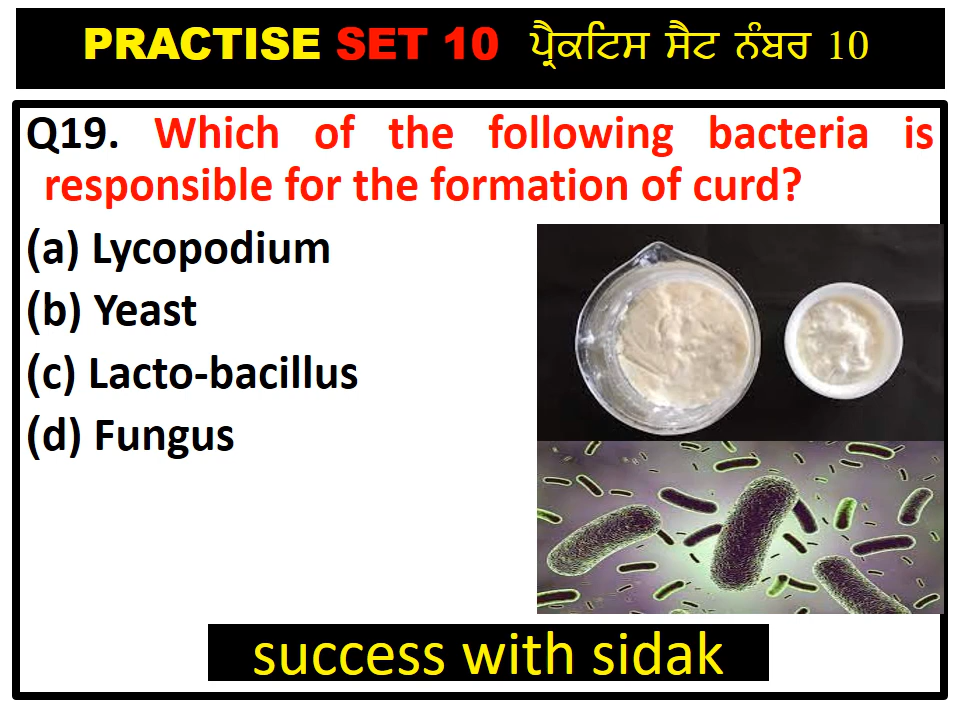 PRACTISE SET 10 ਪ੍ਰੈਕਟਿਸ ਸੈਟ ਨੰਬਰ 10
Q19. Which of the following bacteria is
responsible for the formation of curd?
(a) Lycopodium
(b) Yeast
(c) Lacto-bacillus
(d) Fungus
success with sidak